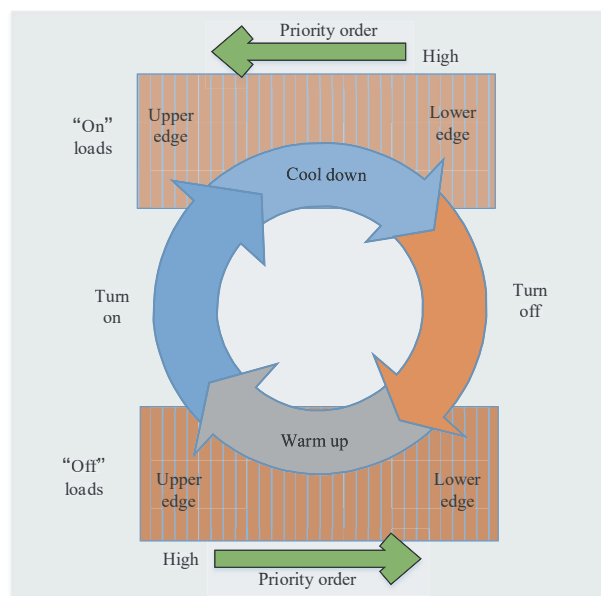 Priority order
High
Upper
edge
Lower
edge
“On”
loads
Cool down
Turn
on
Turn
off
Warm up
“Off”
loads
Upper
edge
Lower
edge
High
Priority order